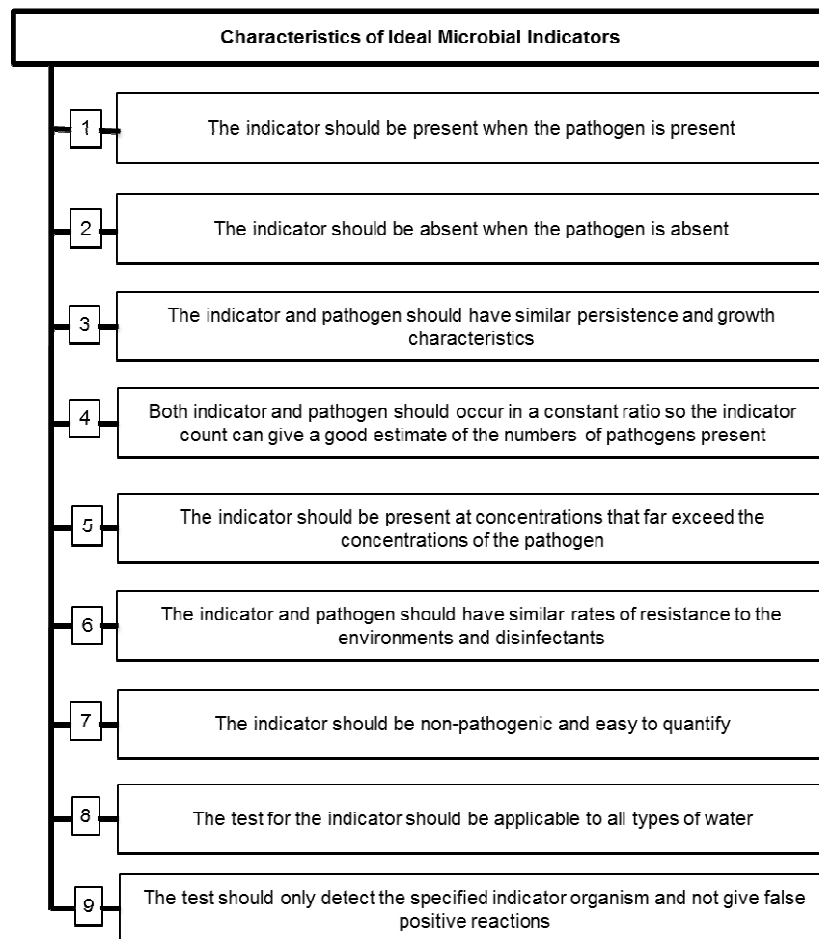 Characteristics of Ideal Microbial Indicators
1
The indicator should be present when the pathogen is present
2
The indicator should be absent when the pathogen is absent
3
The indicator and pathogen should have similar persistence and growth
characteristics
4
Both indicator and pathogen should occur in a constant ratio so the indicator
count can give a good estimate of the numbers of pathogens present
5
The indicator should be present at concentrations that far exceed the
concentrations of the pathogen
6
The indicator and pathogen should have similar rates of resistance to the
environments and disinfectants
7
The indicator should be non-pathogenic and easy to quantify
8
The test for the indicator should be applicable to all types of water
9
The test should only detect the specified indicator organism and not give false
positive reactions